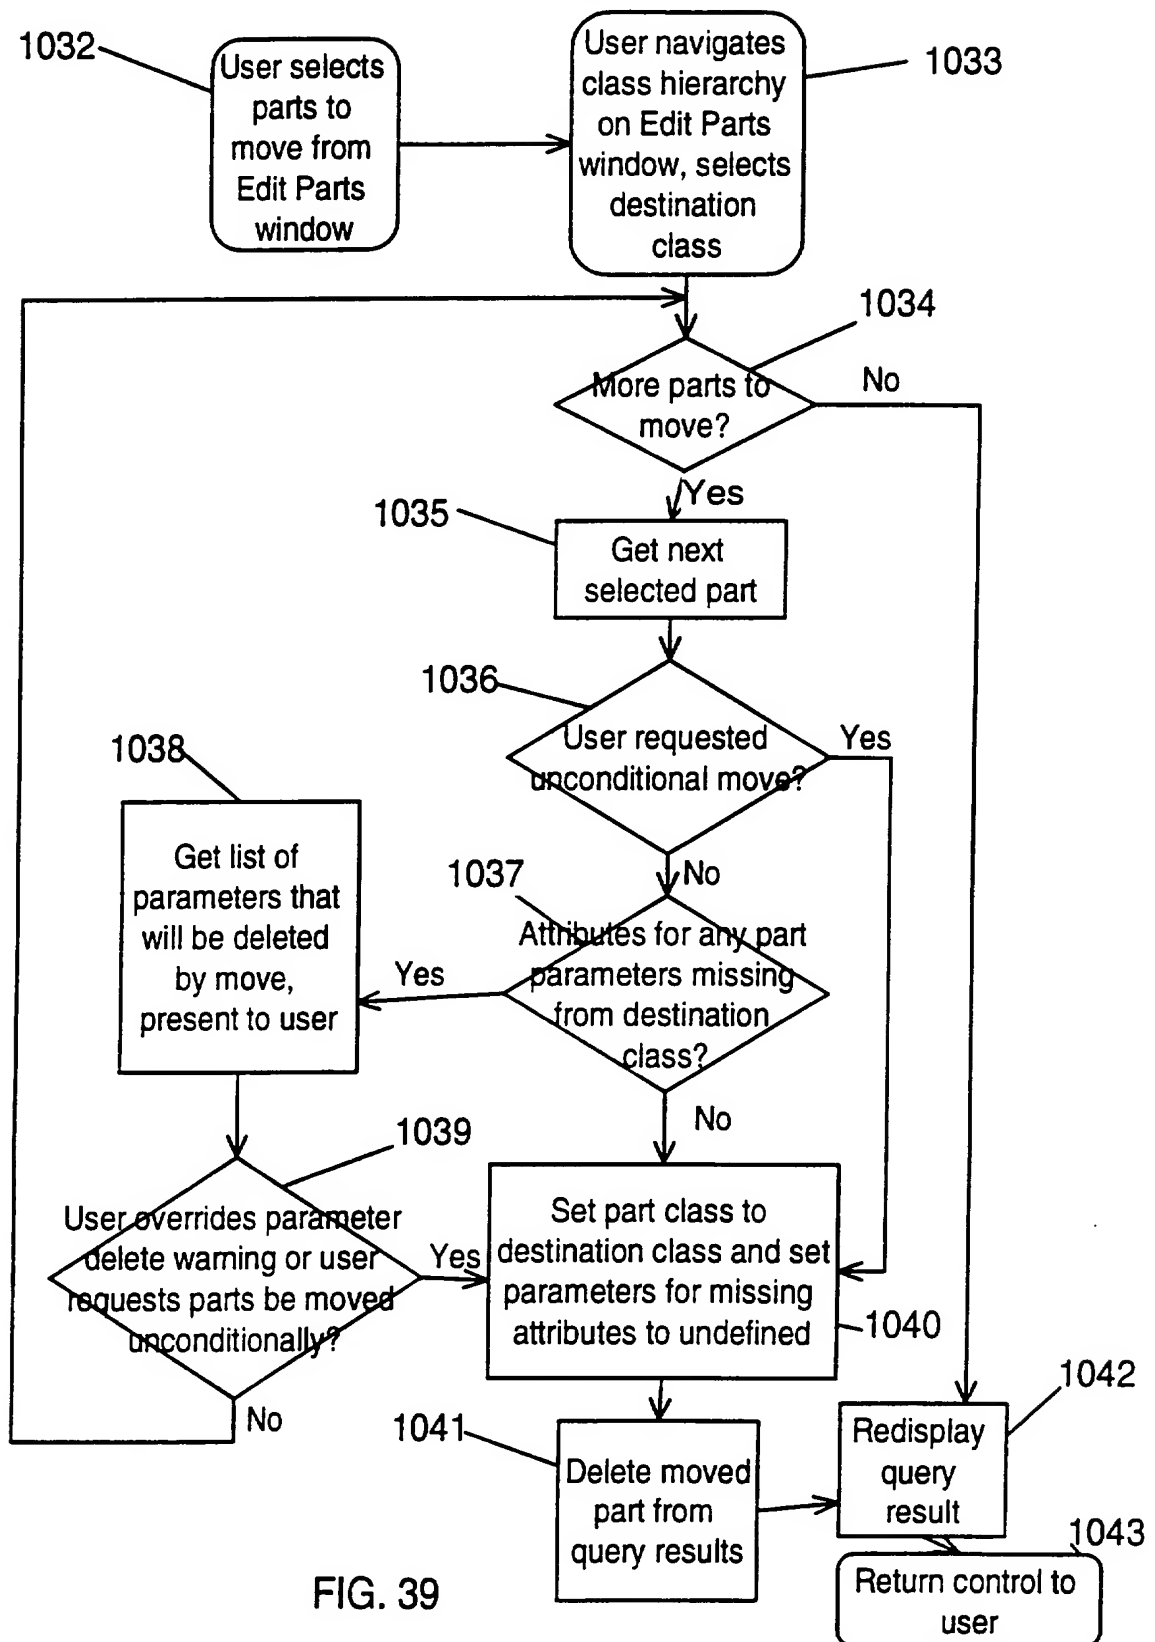 1032
User selects
parts to
move from
Edit Parts
window
User navigates
class hierarchy
on Edit Parts
window, selects
destination
class
1033
1034
More parts to
move?
No
Yes
1035
Get next
selected part
1036
User requested
unconditional move?
Yes
No
1037
Attributes for any part
parameters missing
from destination
class?
Yes
No
1038
Get list of
parameters that
will be deleted
by move,
present to user
1039
User overrides parameter
delete warning or user
requests parts be moved
unconditionally?
Yes
No
Set part class to
destination class and set
parameters for missing
attributes to undefined
1040
1041
Delete moved
part from
query results
1042
Redisplay
query
result
1043
Return control to
user
FIG. 39